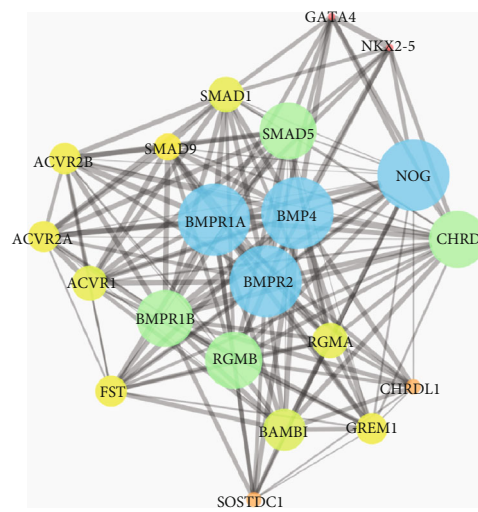 GATA4
NKX2-5
SMAD1
SMAD5
SMAD9
ACVR2B
NOG
BMPR1A
BMP4
ACVR2A
CHRD
ACVR1
BMPR2
BMPR1B
RGMA
RGMB
FST
CHRDL1
BAMBI
GREM1
SOSTDC1